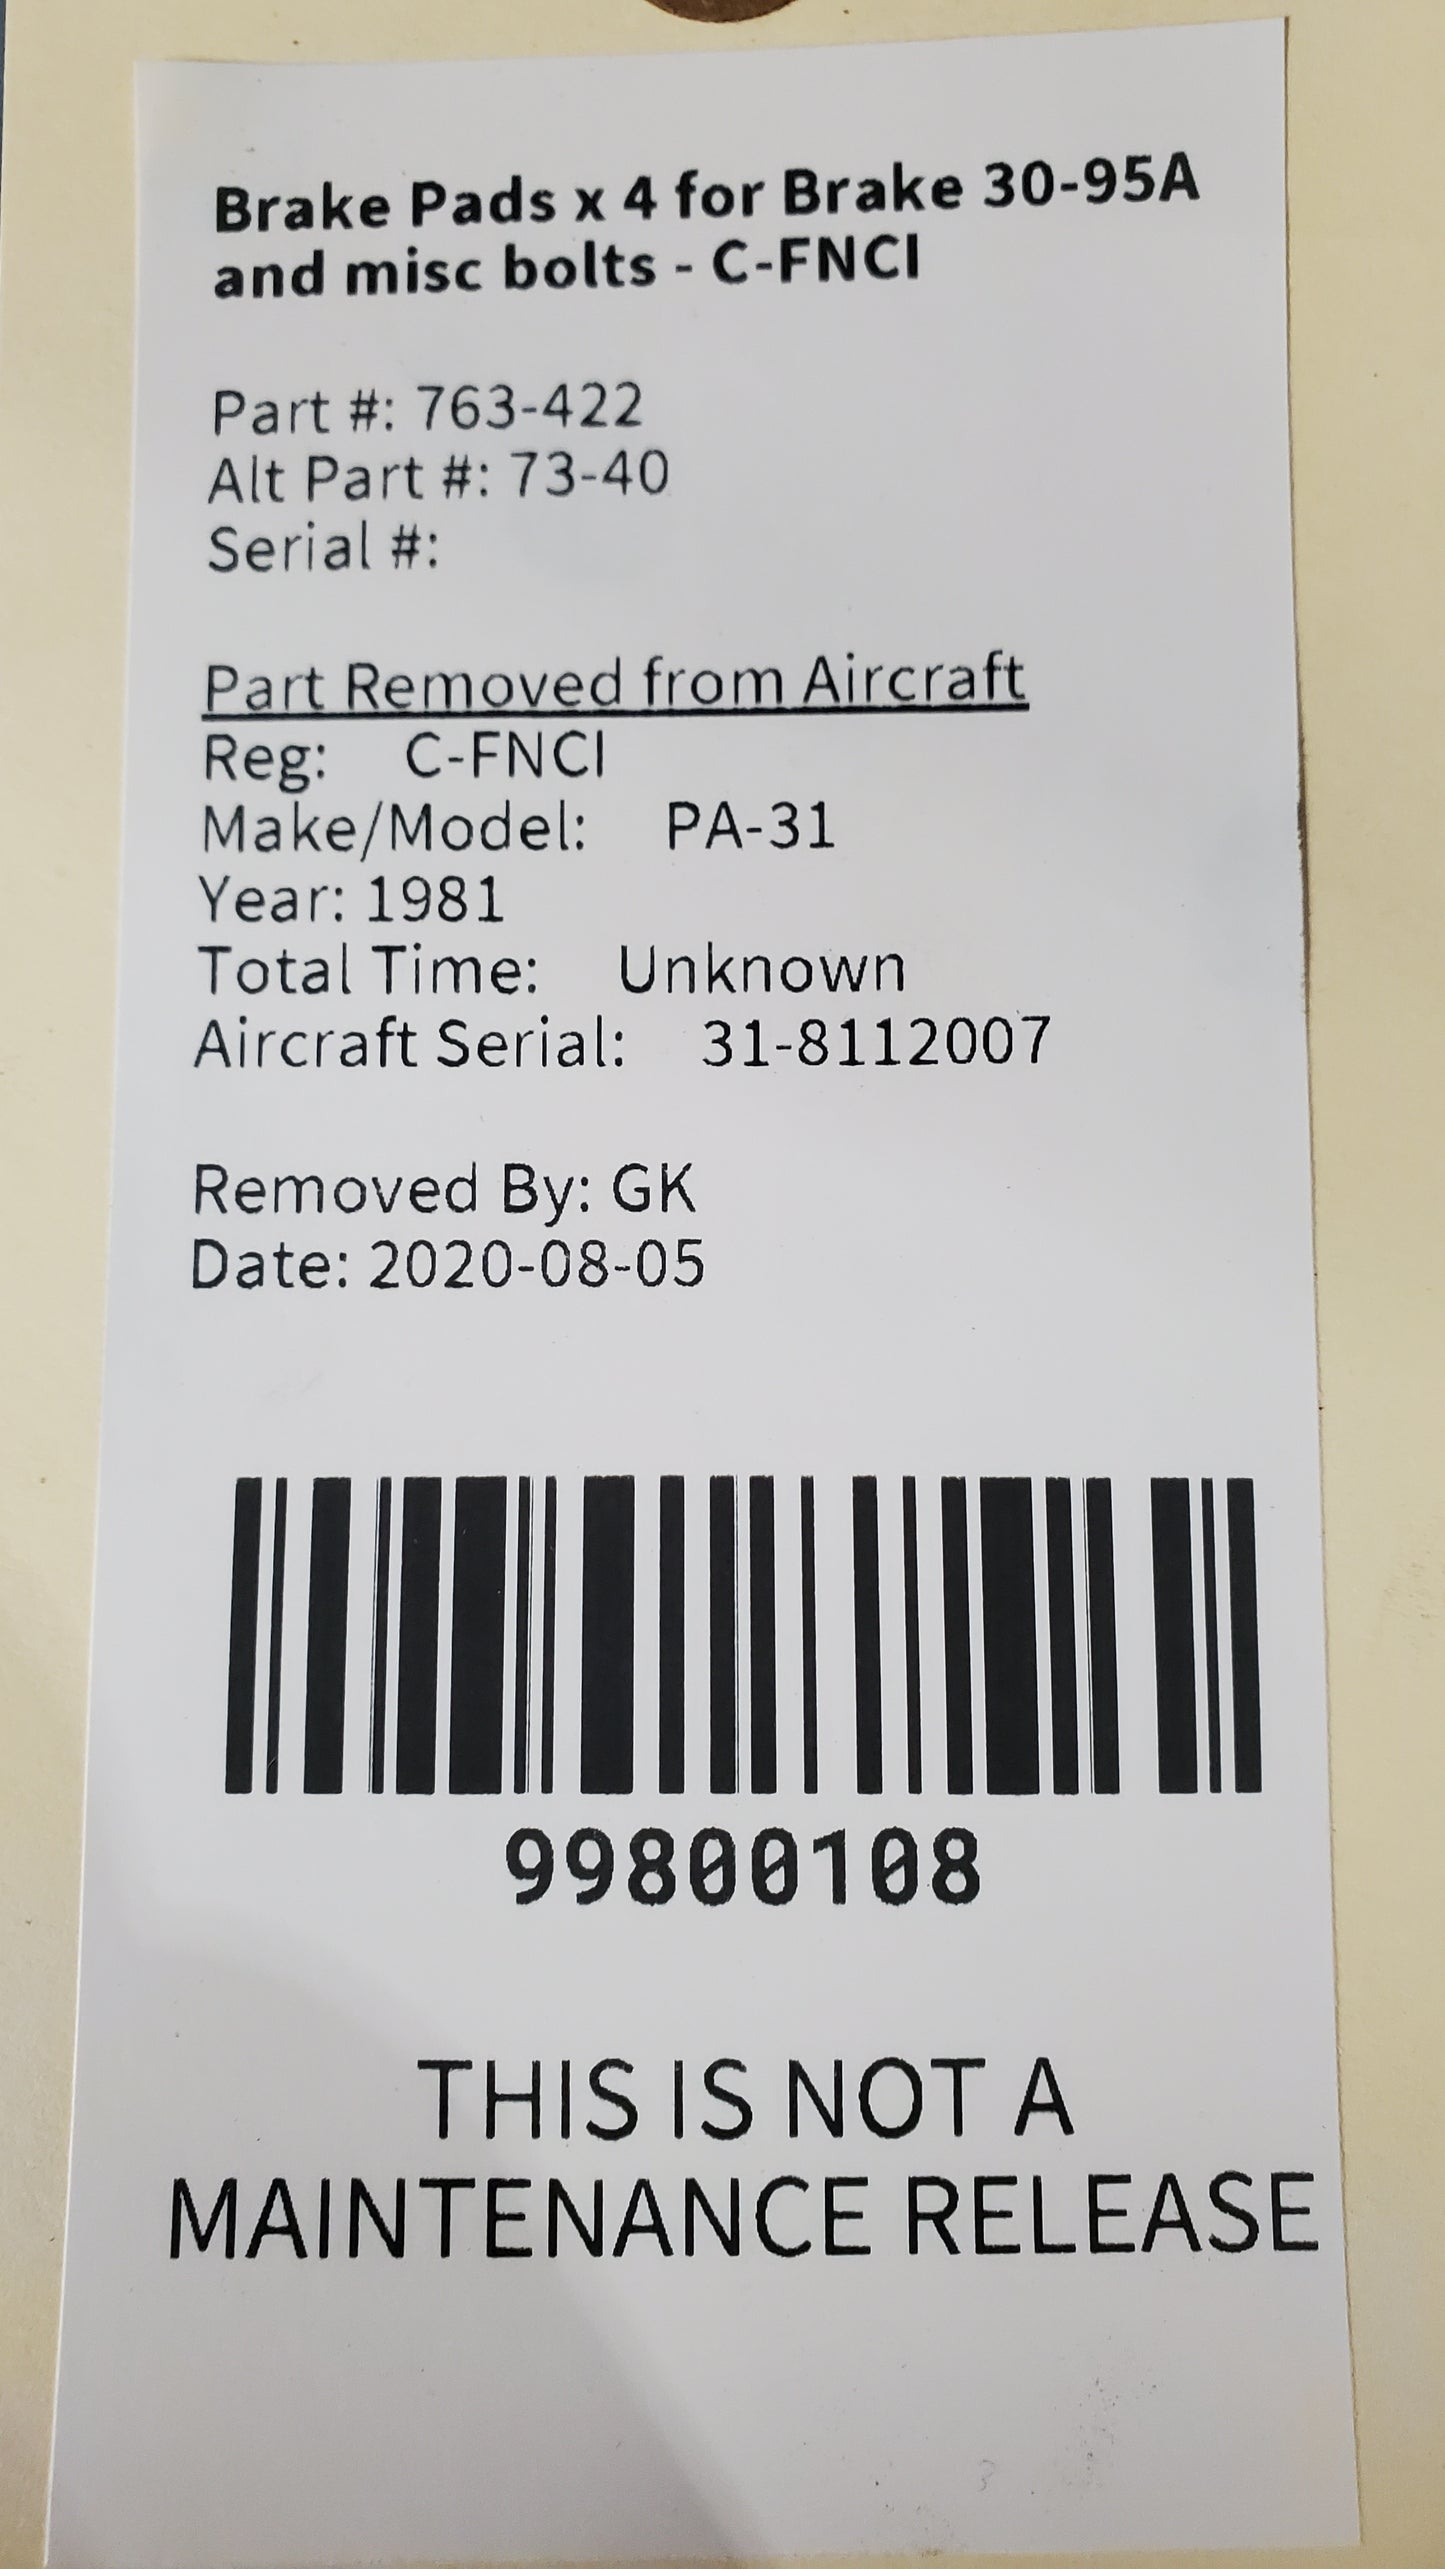 Brake Pads x 4 for Brake 30-95A
and misc bolts - C-FNCI
Part #: 763-422
Alt Part #: 73-40
Serial #:
Part Removed from Aircraft
Reg: C-FNCI
Make/Model: PA-31
Year: 1981
Total Time: Unknown
Aircraft Serial: 31-8112007
Removed By: GK
Date: 2020-08-05
99800108
THIS IS NOT A
MAINTENANCE RELEASE